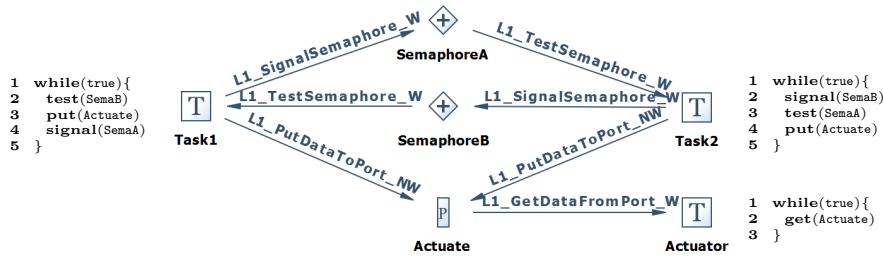 L1_SignalSemaphore_W
SemaphoreA
L1_TestSemaphore_W
1 while(true){
2 test(SemaB)
3 put(Actuate)
4 signal(SemaA)
5 }
T
Task1
L1_TestSemaphore_W
SemaphoreB
L1_SignalSemaphore_W
T
Task2
1 while(true){
2 signal(SemaB)
3 test(SemaA)
4 put(Actuate)
5 }
L1_PutDataToPort_NW
L1_PutDataToPort_NW
P
Actuate
L1_GetDataFromPort_W
T
Actuator
1 while(true){
2 get(Actuate)
3 }